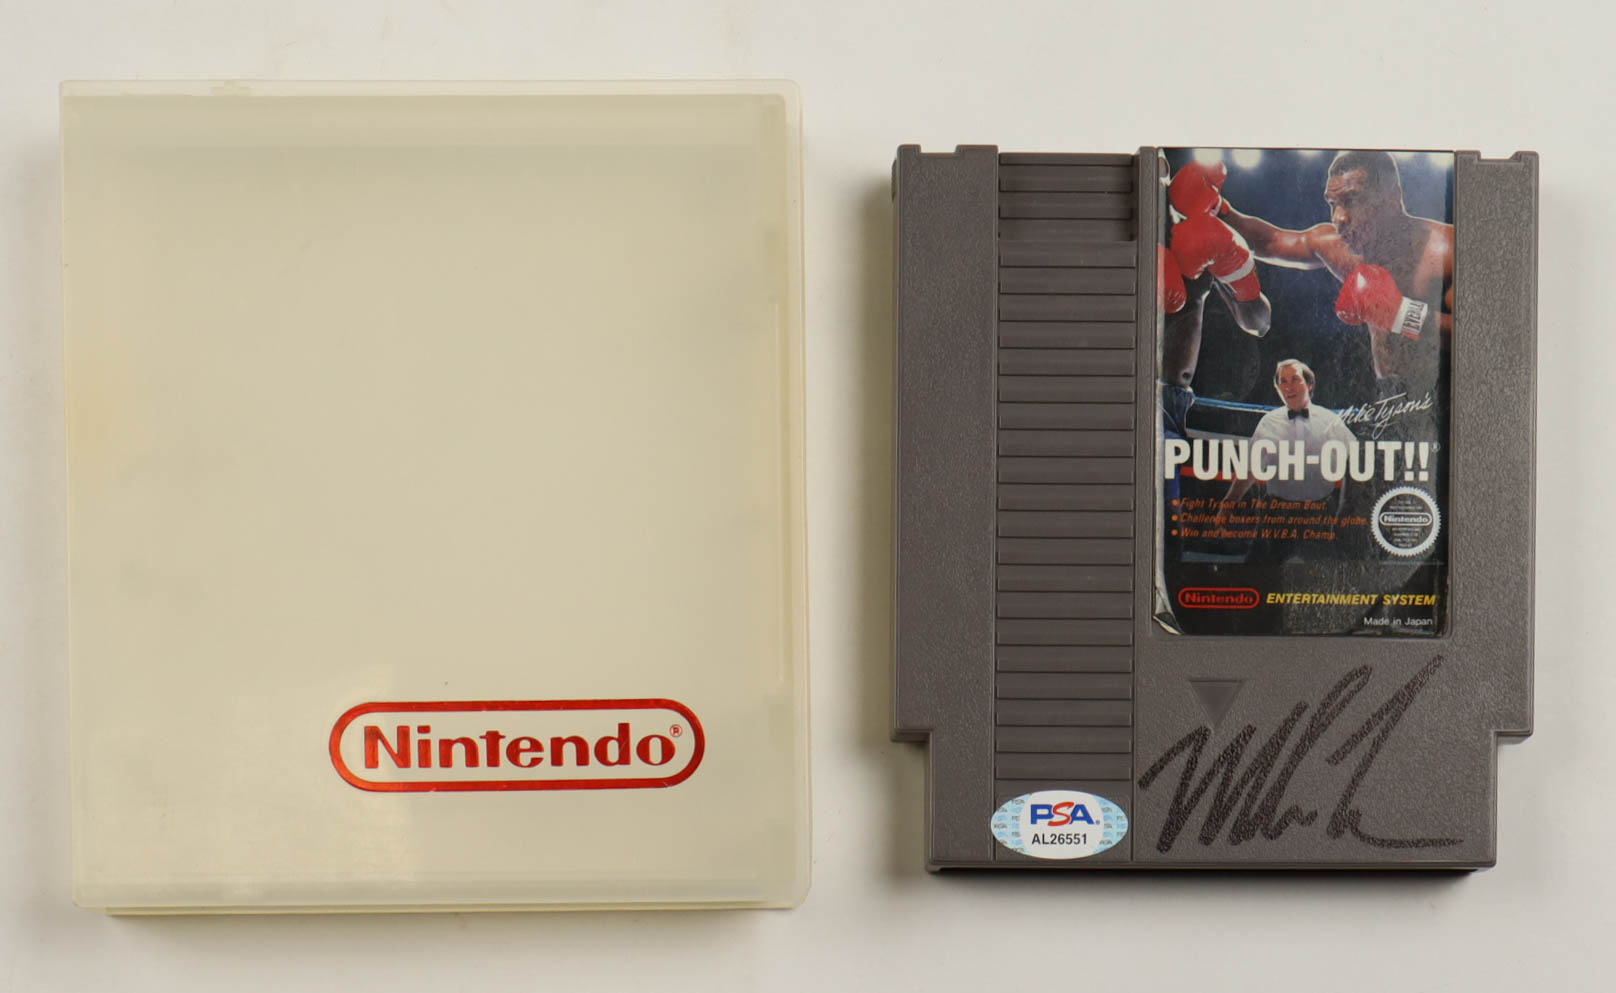 Nintendo®
EVERLAST
Mike Tyson's
PUNCH-OUT!!®
• Fight Tyson in The Dream Bout.
• Challenge boxers from around the globe.
• Win and become W.V.B.A. Champ.
Nintendo
Nintendo ENTERTAINMENT SYSTEM
Made in Japan
PSA
AL26551